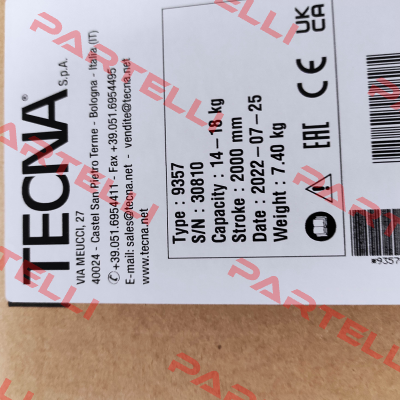 TECNA® S.p.A.
VIA MEUCCI, 27
40024 - Castel San Pietro Terme - Bologna - Italia (IT)
✆+39.051.6954411 - Fax +39.051.6954495
E-mail: sales@tecna.net - vendite@tecna.net
www.tecna.net
Type : 9357
S/N : 30810
Capacity : 14-18 kg
Stroke : 2000 mm
Date : 2022-07-25
Weight : 7.40 kg
EAC CE UK CA
*9357
PARTELLI
PARTELLI
PARTELLI
PARTELLI